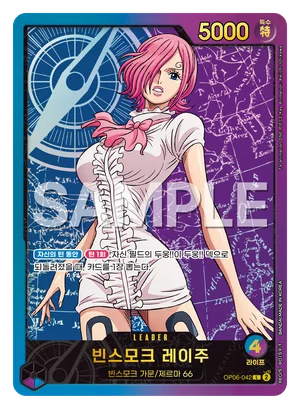 5000
특수
特
SAMPLE
자신의 턴 동안 턴 1회 자신 필드의 두웅!!이 두웅!! 덱으로
되돌려졌을 때, 카드를 1장 뽑는다.
LEADER
빈스모크 레이주
4
라이프
빈스모크 가문/제르마 66
OP06-042 L 2